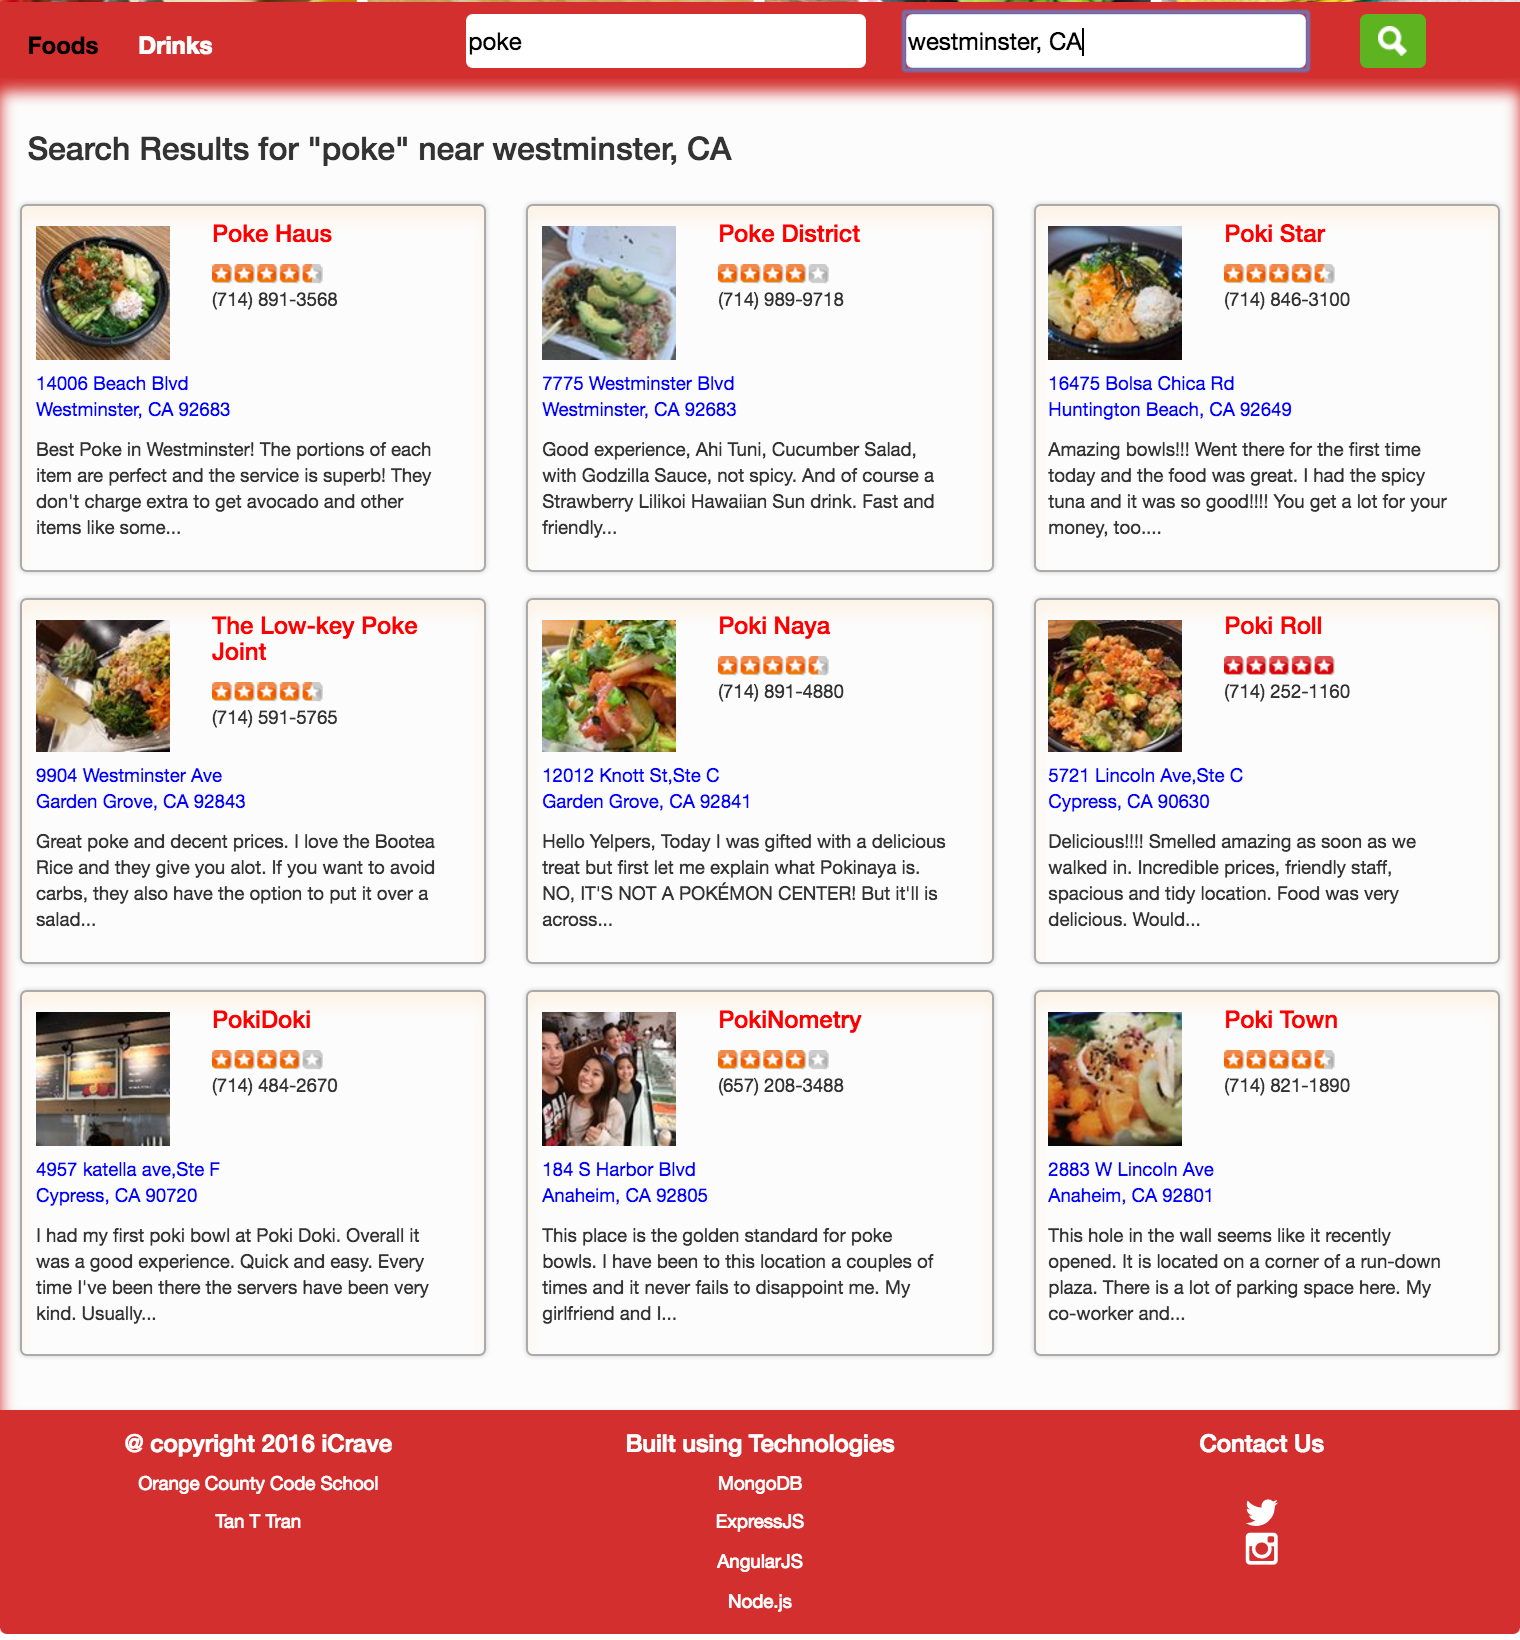 Foods
Drinks
poke
westminster, CA
Search Results for "poke" near westminster, CA
Poke Haus
(714) 891-3568
14006 Beach Blvd
Westminster, CA 92683
Best Poke in Westminster! The portions of each
item are perfect and the service is superb! They
don't charge extra to get avocado and other
items like some...
Poke District
(714) 989-9718
7775 Westminster Blvd
Westminster, CA 92683
Good experience, Ahi Tuni, Cucumber Salad,
with Godzilla Sauce, not spicy. And of course a
Strawberry Lilikoi Hawaiian Sun drink. Fast and
friendly...
Poki Star
(714) 846-3100
16475 Bolsa Chica Rd
Huntington Beach, CA 92649
Amazing bowls!!! Went there for the first time
today and the food was great. I had the spicy
tuna and it was so good!!!! You get a lot for your
money, too....
The Low-key Poke
Joint
(714) 591-5765
9904 Westminster Ave
Garden Grove, CA 92843
Great poke and decent prices. I love the Bootea
Rice and they give you alot. If you want to avoid
carbs, they also have the option to put it over a
salad...
Poki Naya
(714) 891-4880
12012 Knott St,Ste C
Garden Grove, CA 92841
Hello Yelpers, Today I was gifted with a delicious
treat but first let me explain what Pokinaya is.
NO, IT'S NOT A POKÉMON CENTER! But it'll is
across...
Poki Roll
(714) 252-1160
5721 Lincoln Ave,Ste C
Cypress, CA 90630
Delicious!!!! Smelled amazing as soon as we
walked in. Incredible prices, friendly staff,
spacious and tidy location. Food was very
delicious. Would...
PokiDoki
(714) 484-2670
4957 katella ave,Ste F
Cypress, CA 90720
I had my first poki bowl at Poki Doki. Overall it
was a good experience. Quick and easy. Every
time I've been there the servers have been very
kind. Usually...
PokiNometry
(657) 208-3488
184 S Harbor Blvd
Anaheim, CA 92805
This place is the golden standard for poke
bowls. I have been to this location a couples of
times and it never fails to disappoint me. My
girlfriend and I...
Poki Town
(714) 821-1890
2883 W Lincoln Ave
Anaheim, CA 92801
This hole in the wall seems like it recently
opened. It is located on a corner of a run-down
plaza. There is a lot of parking space here. My
co-worker and...
@ copyright 2016 iCrave
Orange County Code School
Tan T Tran
Built using Technologies
MongoDB
ExpressJS
AngularJS
Node.js
Contact Us